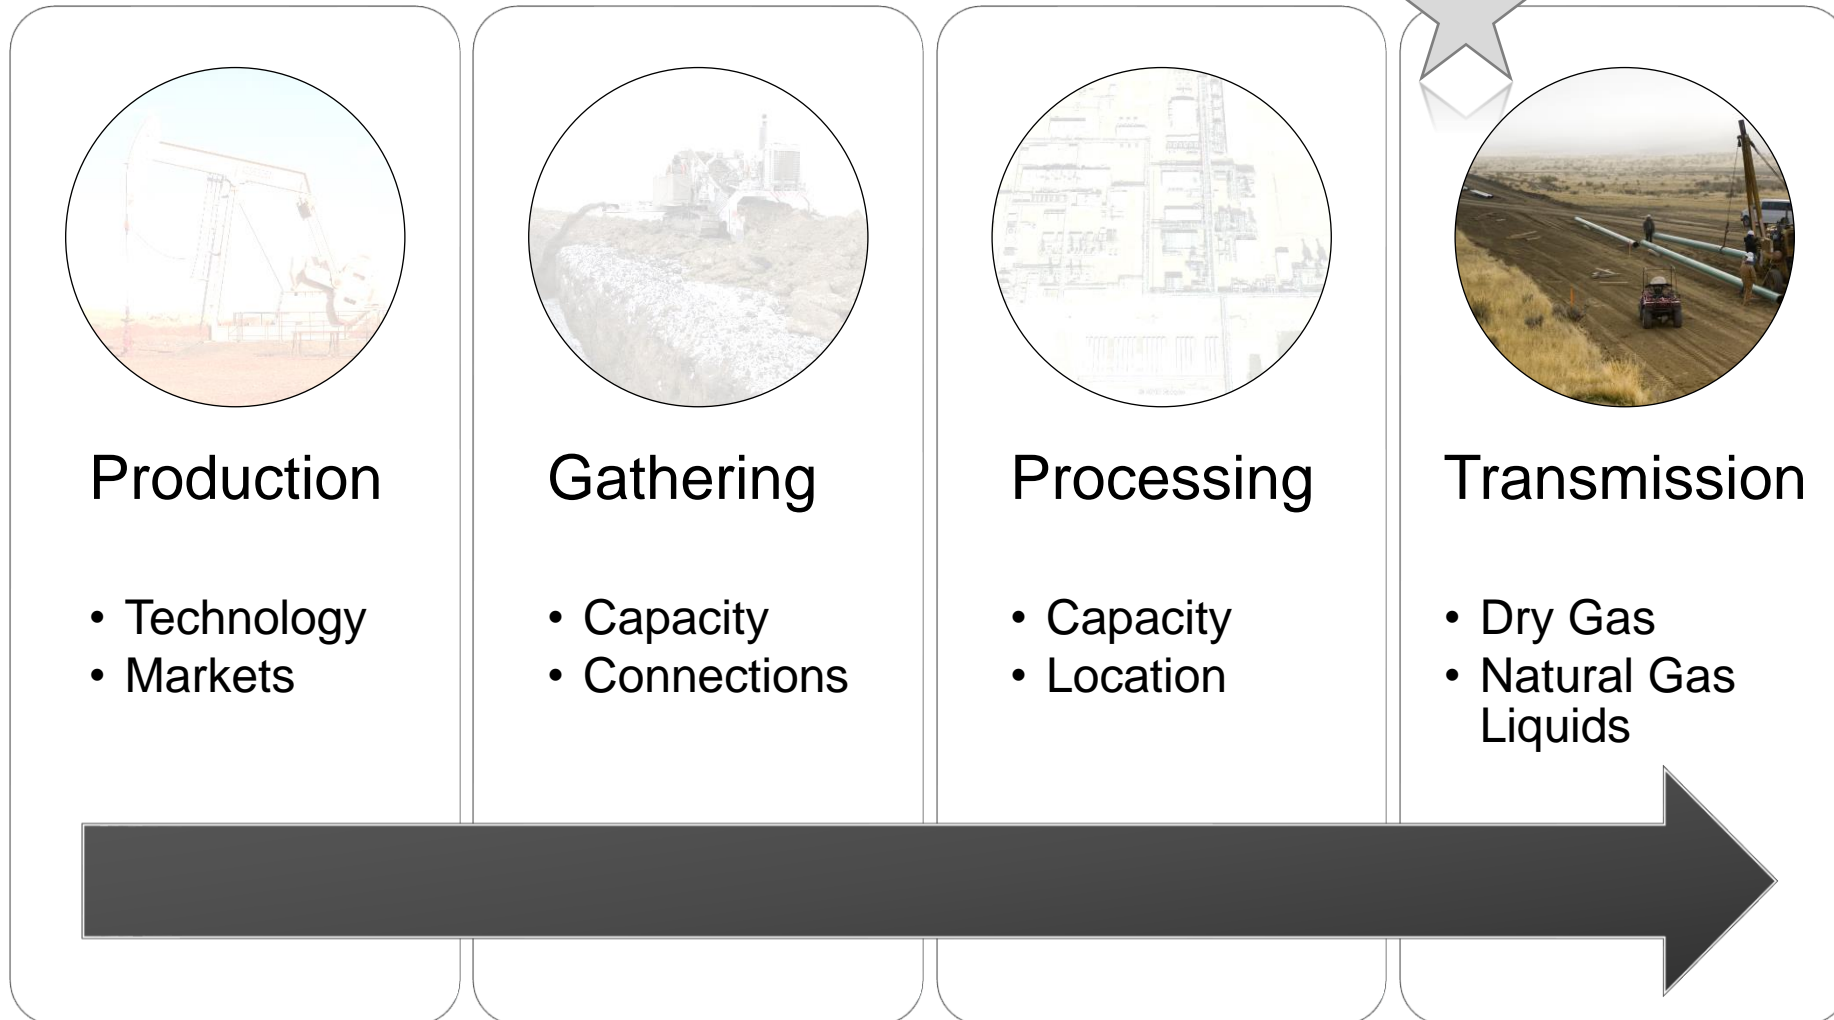 Production
• Technology
• Markets
Gathering
• Capacity
• Connections
Processing
• Capacity
• Location
Transmission
• Dry Gas
• Natural Gas
Liquids